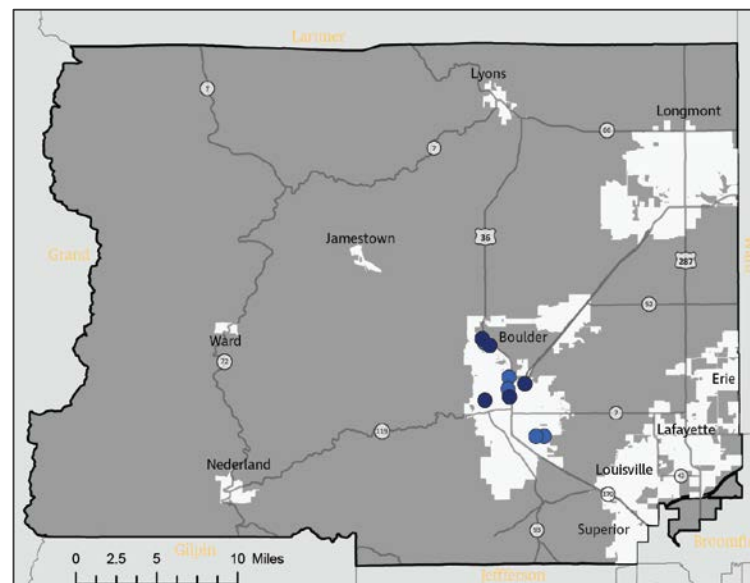 Larimer
Lyons
Longmont
7
66
7
Jamestown
36
Grand
287
52
Boulder
Ward
72
Erie
7
119
Lafayette
Nederland
Louisville
42
170
Superior
93
Gilpin
Broomfi
0 2.5 5 10 Miles
Jefferson